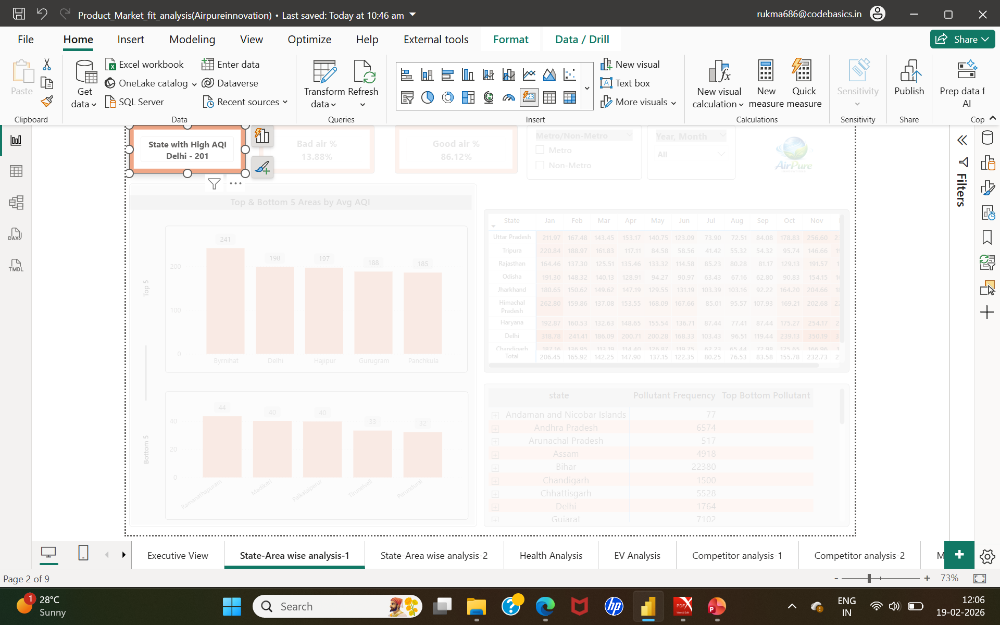 Product_Market_fit_analysis(Airpureinnovation) • Last saved: Today at 10:46 am
rukma686@codebasics.in
File
Home
Insert
Modeling
View
Optimize
Help
External tools
Format
Data / Drill
Share
Paste
Clipboard
Get data
Excel workbook
OneLake catalog
SQL Server
Enter data
Dataverse
Recent sources
Data
Transform data
Refresh
Queries
New visual
Text box
More visuals
Insert
New visual calculation
New measure
Quick measure
Calculations
Sensitivity
Sensitivity
Publish
Share
Prep data f
AI
Cop
DAX
TMDL
State with High AQI
Delhi - 201
Bad air %
13.88%
Good air %
86.12%
Metro/Non-Metro
Metro
Non-Metro
Year, Month
All
AirPure
Filters
Top & Bottom 5 Areas by Avg AQI
Top 5
200
100
0
241
198
197
188
185
Byrnihat
Delhi
Hajipur
Gurugram
Panchkula
Bottom 5
40
20
0
44
40
40
33
32
Ramanathapuram
Madikeri
Palkalaiperur
Tirunelveli
Perundurai
State Jan Feb Mar Apr May Jun Jul Aug Sep Oct Nov
Uttar Pradesh 211.97 167.48 143.45 153.17 140.75 123.09 73.90 72.51 84.08 178.83 256.60
Tripura 220.84 188.97 161.83 117.11 84.58 58.56 41.42 55.32 54.32 95.74 146.66
Rajasthan 164.46 137.30 125.51 135.46 133.32 114.58 85.23 80.28 81.17 129.13 191.57
Odisha 191.30 148.32 140.13 128.91 94.27 90.97 63.43 67.16 62.80 90.83 154.15
Jharkhand 180.65 150.62 149.62 147.19 129.55 131.19 103.39 103.16 92.22 164.20 204.66
Himachal Pradesh 262.80 159.86 137.08 153.55 168.09 167.66 85.01 95.57 107.93 169.21 202.68
Haryana 192.87 160.53 132.63 148.65 155.54 136.71 87.44 77.41 87.44 175.27 254.17
Delhi 318.78 241.41 186.09 200.71 200.28 168.33 103.43 96.51 119.44 239.13 350.19
Chandigarh 187.16 136.95 113.19 114.40 126.87 119.75 62.23 65.44 72.98 125.65 166.96
Total 206.45 165.92 142.25 147.90 137.15 122.35 80.25 76.53 83.58 155.78 232.73
state Pollutant Frequency Top Bottom Pollutant
Andaman and Nicobar Islands 77
Andhra Pradesh 6574
Arunachal Pradesh 517
Assam 4918
Bihar 22380
Chandigarh 1500
Chhattisgarh 5528
Delhi 1764
Gujarat 7102
Executive View
State-Area wise analysis-1
State-Area wise analysis-2
Health Analysis
EV Analysis
Competitor analysis-1
Competitor analysis-2
M
Page 2 of 9
- + 73%
1
28°C
Sunny
Search
hp
PDF
ENG
IN
12:06
19-02-2026